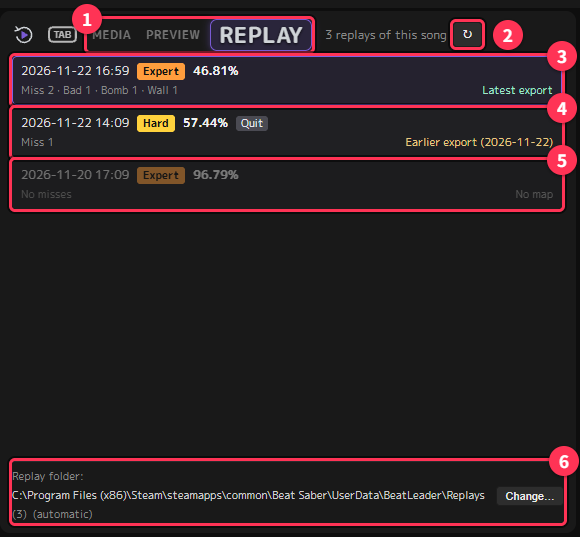 1
TAB MEDIA PREVIEW REPLAY 3 replays of this song ↻ 2
3
2026-11-22 16:59 Expert 46.81%
Miss 2 · Bad 1 · Bomb 1 · Wall 1 Latest export
4
2026-11-22 14:09 Hard 57.44% Quit
Miss 1 Earlier export (2026-11-22)
5
2026-11-20 17:09 Expert 96.79%
No misses No map
6
Replay folder:
C:\Program Files (x86)\Steam\steamapps\common\Beat Saber\UserData\BeatLeader\Replays Change...
(3) (automatic)